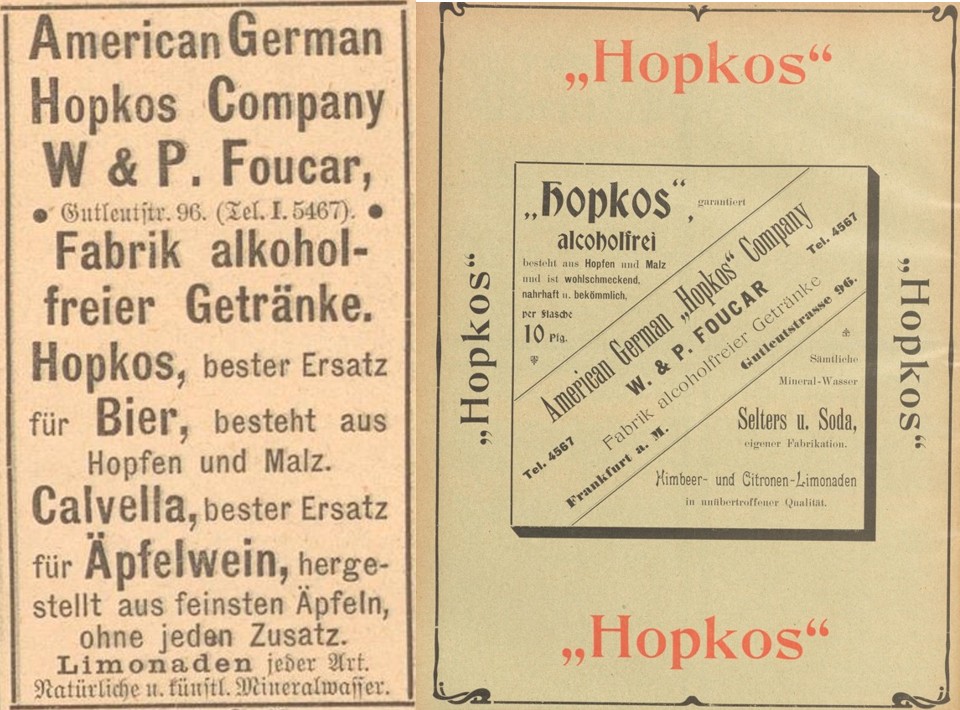 American German
Hopkos Company
W & P. Foucar,
• Gutleutstr. 96. (Tel. I. 5467). •
Fabrik alkohol-
freier Getränke.
Hopkos, bester Ersatz
für Bier, besteht aus
Hopfen und Malz.
Calvella, bester Ersatz
für Äpfelwein, herge-
stellt aus feinsten Äpfeln,
ohne jeden Zusatz.
Limonaden jeder Art.
Natürliche u. künstl. Mineralwasser.
„Hopkos“
„Hopkos“
„Hopkos“, garantiert
alcoholfrei
besteht aus Hopfen und Malz
und ist wohlschmeckend,
nahrhaft u. bekömmlich,
per Flasche
10 Pfg.
American German „Hopkos“ Company
Tel. 4567
W. & P. FOUCAR
Tel. 4567
Fabrik alcoholfreier Getränke
Frankfurt a. M.
Gutleutstrasse 96.
Sämtliche
Mineral-Wasser
Selters u. Soda,
eigener Fabrikation.
Himbeer- und Citronen-Limonaden
in unübertroffener Qualität.
„Hopkos“
„Hopkos“